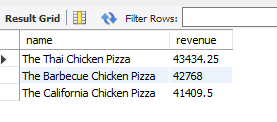 Result Grid Filter Rows:
name revenue
The Thai Chicken Pizza 43434.25
The Barbecue Chicken Pizza 42768
The California Chicken Pizza 41409.5